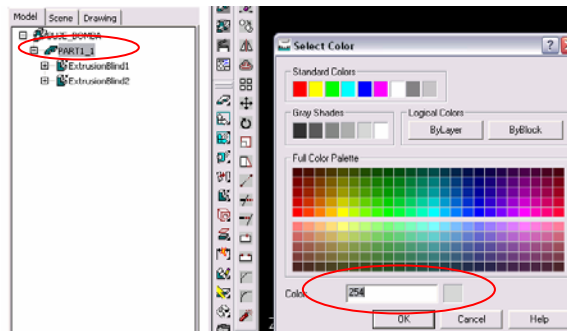 Model Scene Drawing
PART1_1
ExtrusionBlind1
ExtrusionBlind2
Select Color
Standard Colors
Gray Shades
Logical Colors
ByLayer
ByBlock
Full Color Palette
Color
254
OK
Cancel
Help